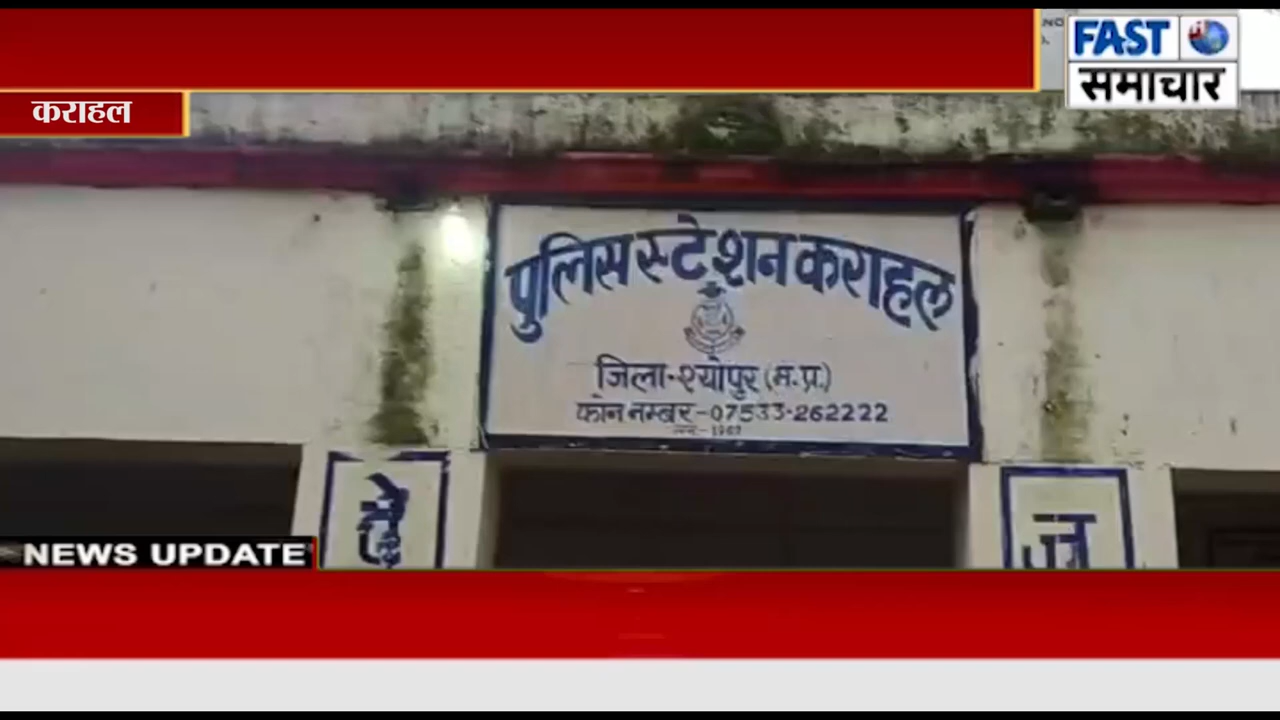 FAST
समाचार
कराहल
पुलिस स्टेशन कराहल
जिला-श्योपुर (म.प्र.)
फोन नम्बर-07533-262222
NEWS UPDATE